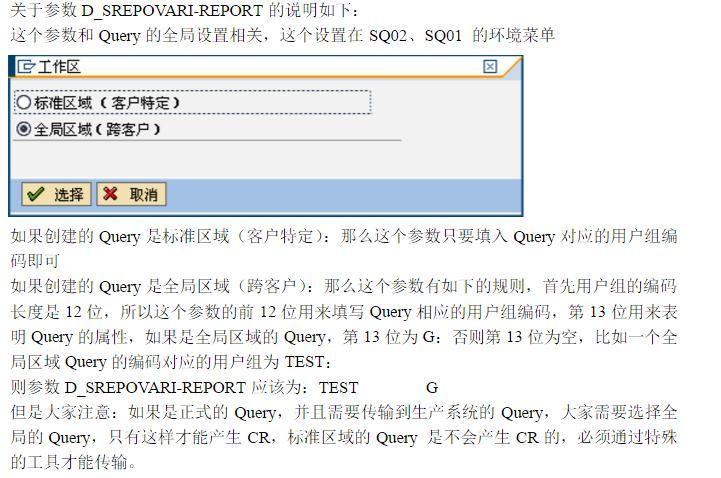 关于参数 D_SREPOVARI-REPORT 的说明如下：
这个参数和 Query 的全局设置相关，这个设置在 SQ02、SQ01 的环境菜单
工作区
标准区域（客户特定）
全局区域（跨客户）
选择 取消
如果创建的 Query 是标准区域（客户特定）：那么这个参数只要填入 Query 对应的用户组编
码即可
如果创建的 Query 是全局区域（跨客户）：那么这个参数有如下的规则，首先用户组的编码
长度是 12 位，所以这个参数的前 12 位用来填写 Query 相应的用户组编码，第 13 位用来表
明 Query 的属性，如果是全局区域的 Query，第 13 位为 G；否则第 13 位为空，比如一个全
局区域 Query 的编码对应的用户组为 TEST：
则参数 D_SREPOVARI-REPORT 应该为：TEST G
但是大家注意：如果是正式的 Query，并且需要传输到生产系统的 Query，大家需要选择全
局的 Query，只有这样才能产生 CR，标准区域的 Query 是不会产生 CR 的，必须通过特殊
的工具才能传输。